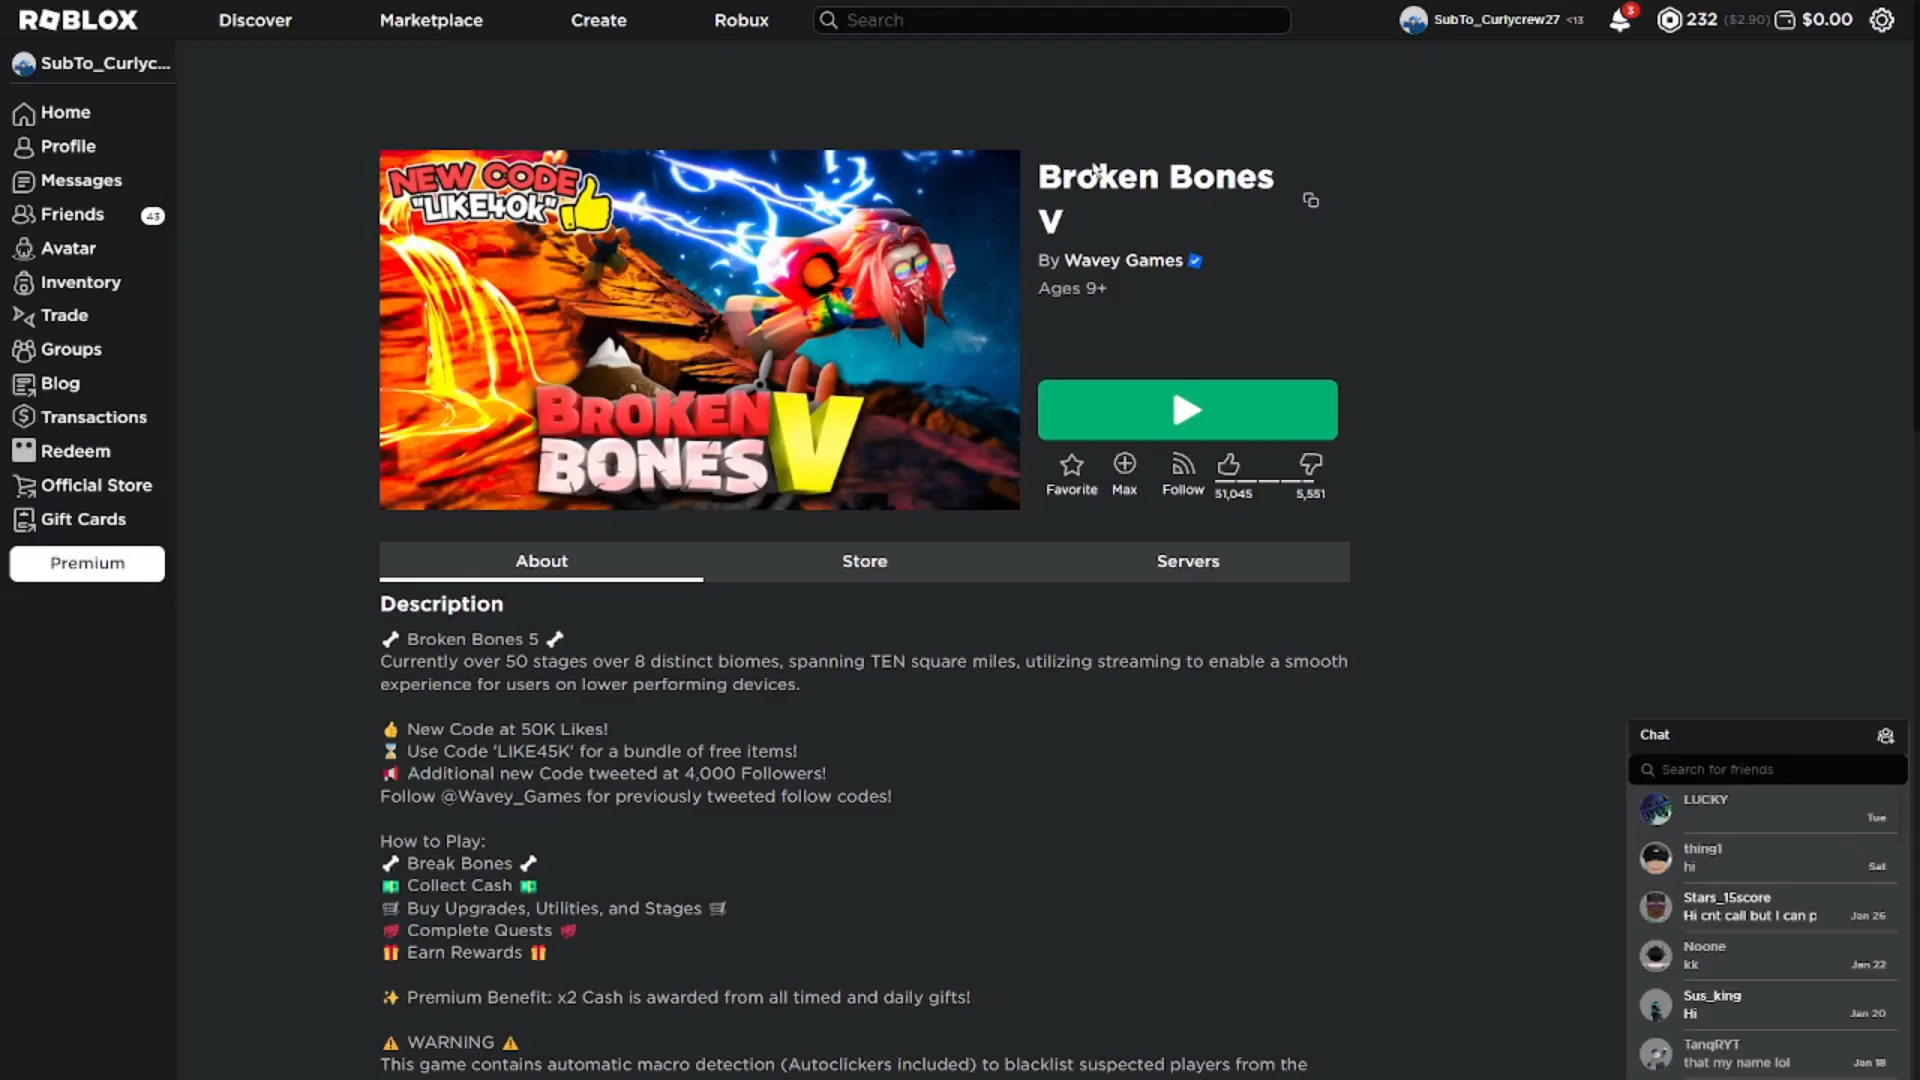 ROBLOX
Discover
Marketplace
Create
Robux
Search
SubTo_Curlycrew27 <13
3
232 ($2.90)
$0.00
SubTo_Curlyc...
Home
Profile
Messages
Friends 43
Avatar
Inventory
Trade
Groups
Blog
Transactions
Redeem
Official Store
Gift Cards
Premium
NEW CODE
"LIKE40K"
BROKEN
BONES V
Broken Bones
V
By Wavey Games
Ages 9+
Favorite
Max
Follow
51,045
5,551
About
Store
Servers
Description
🦴 Broken Bones 5 🦴
Currently over 50 stages over 8 distinct biomes, spanning TEN square miles, utilizing streaming to enable a smooth
experience for users on lower performing devices.
👍 New Code at 50K Likes!
⌛ Use Code 'LIKE45K' for a bundle of free items!
📢 Additional new Code tweeted at 4,000 Followers!
Follow @Wavey_Games for previously tweeted follow codes!
How to Play:
🦴 Break Bones 🦴
💵 Collect Cash 💵
🛒 Buy Upgrades, Utilities, and Stages 🛒
💯 Complete Quests 💯
🎁 Earn Rewards 🎁
✨ Premium Benefit: x2 Cash is awarded from all timed and daily gifts!
⚠ WARNING ⚠
This game contains automatic macro detection (Autoclickers included) to blacklist suspected players from the
Chat
Search for friends
LUCKY
Tue
thing1
hi
Sat
Stars_15score
Hi cnt call but I can p
Jan 26
Noone
kk
Jan 22
Sus_king
Hi
Jan 20
TanqRYT
that my name lol
Jan 18